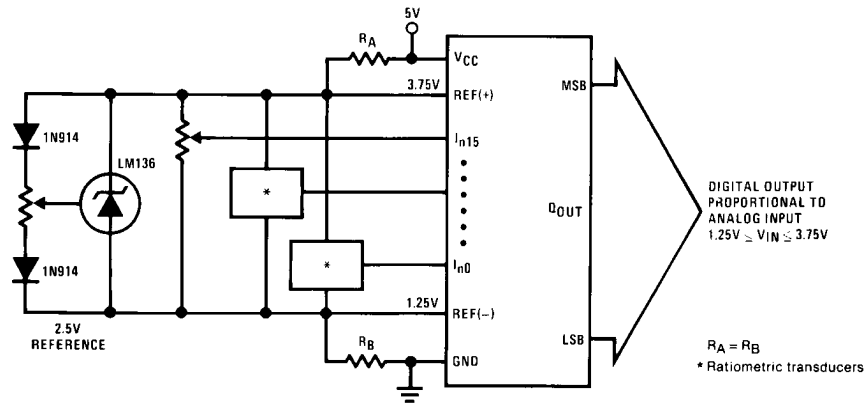 5V
RA
VCC
3.75V
REF(+)
MSB
1N914
In15
LM136
*
DIGITAL OUTPUT
PROPORTIONAL TO
ANALOG INPUT
1.25V ≤ VIN ≤ 3.75V
QOUT
*
In0
1N914
1.25V
REF(−)
2.5V
REFERENCE
RB
GND
LSB
RA = RB
* Ratiometric transducers